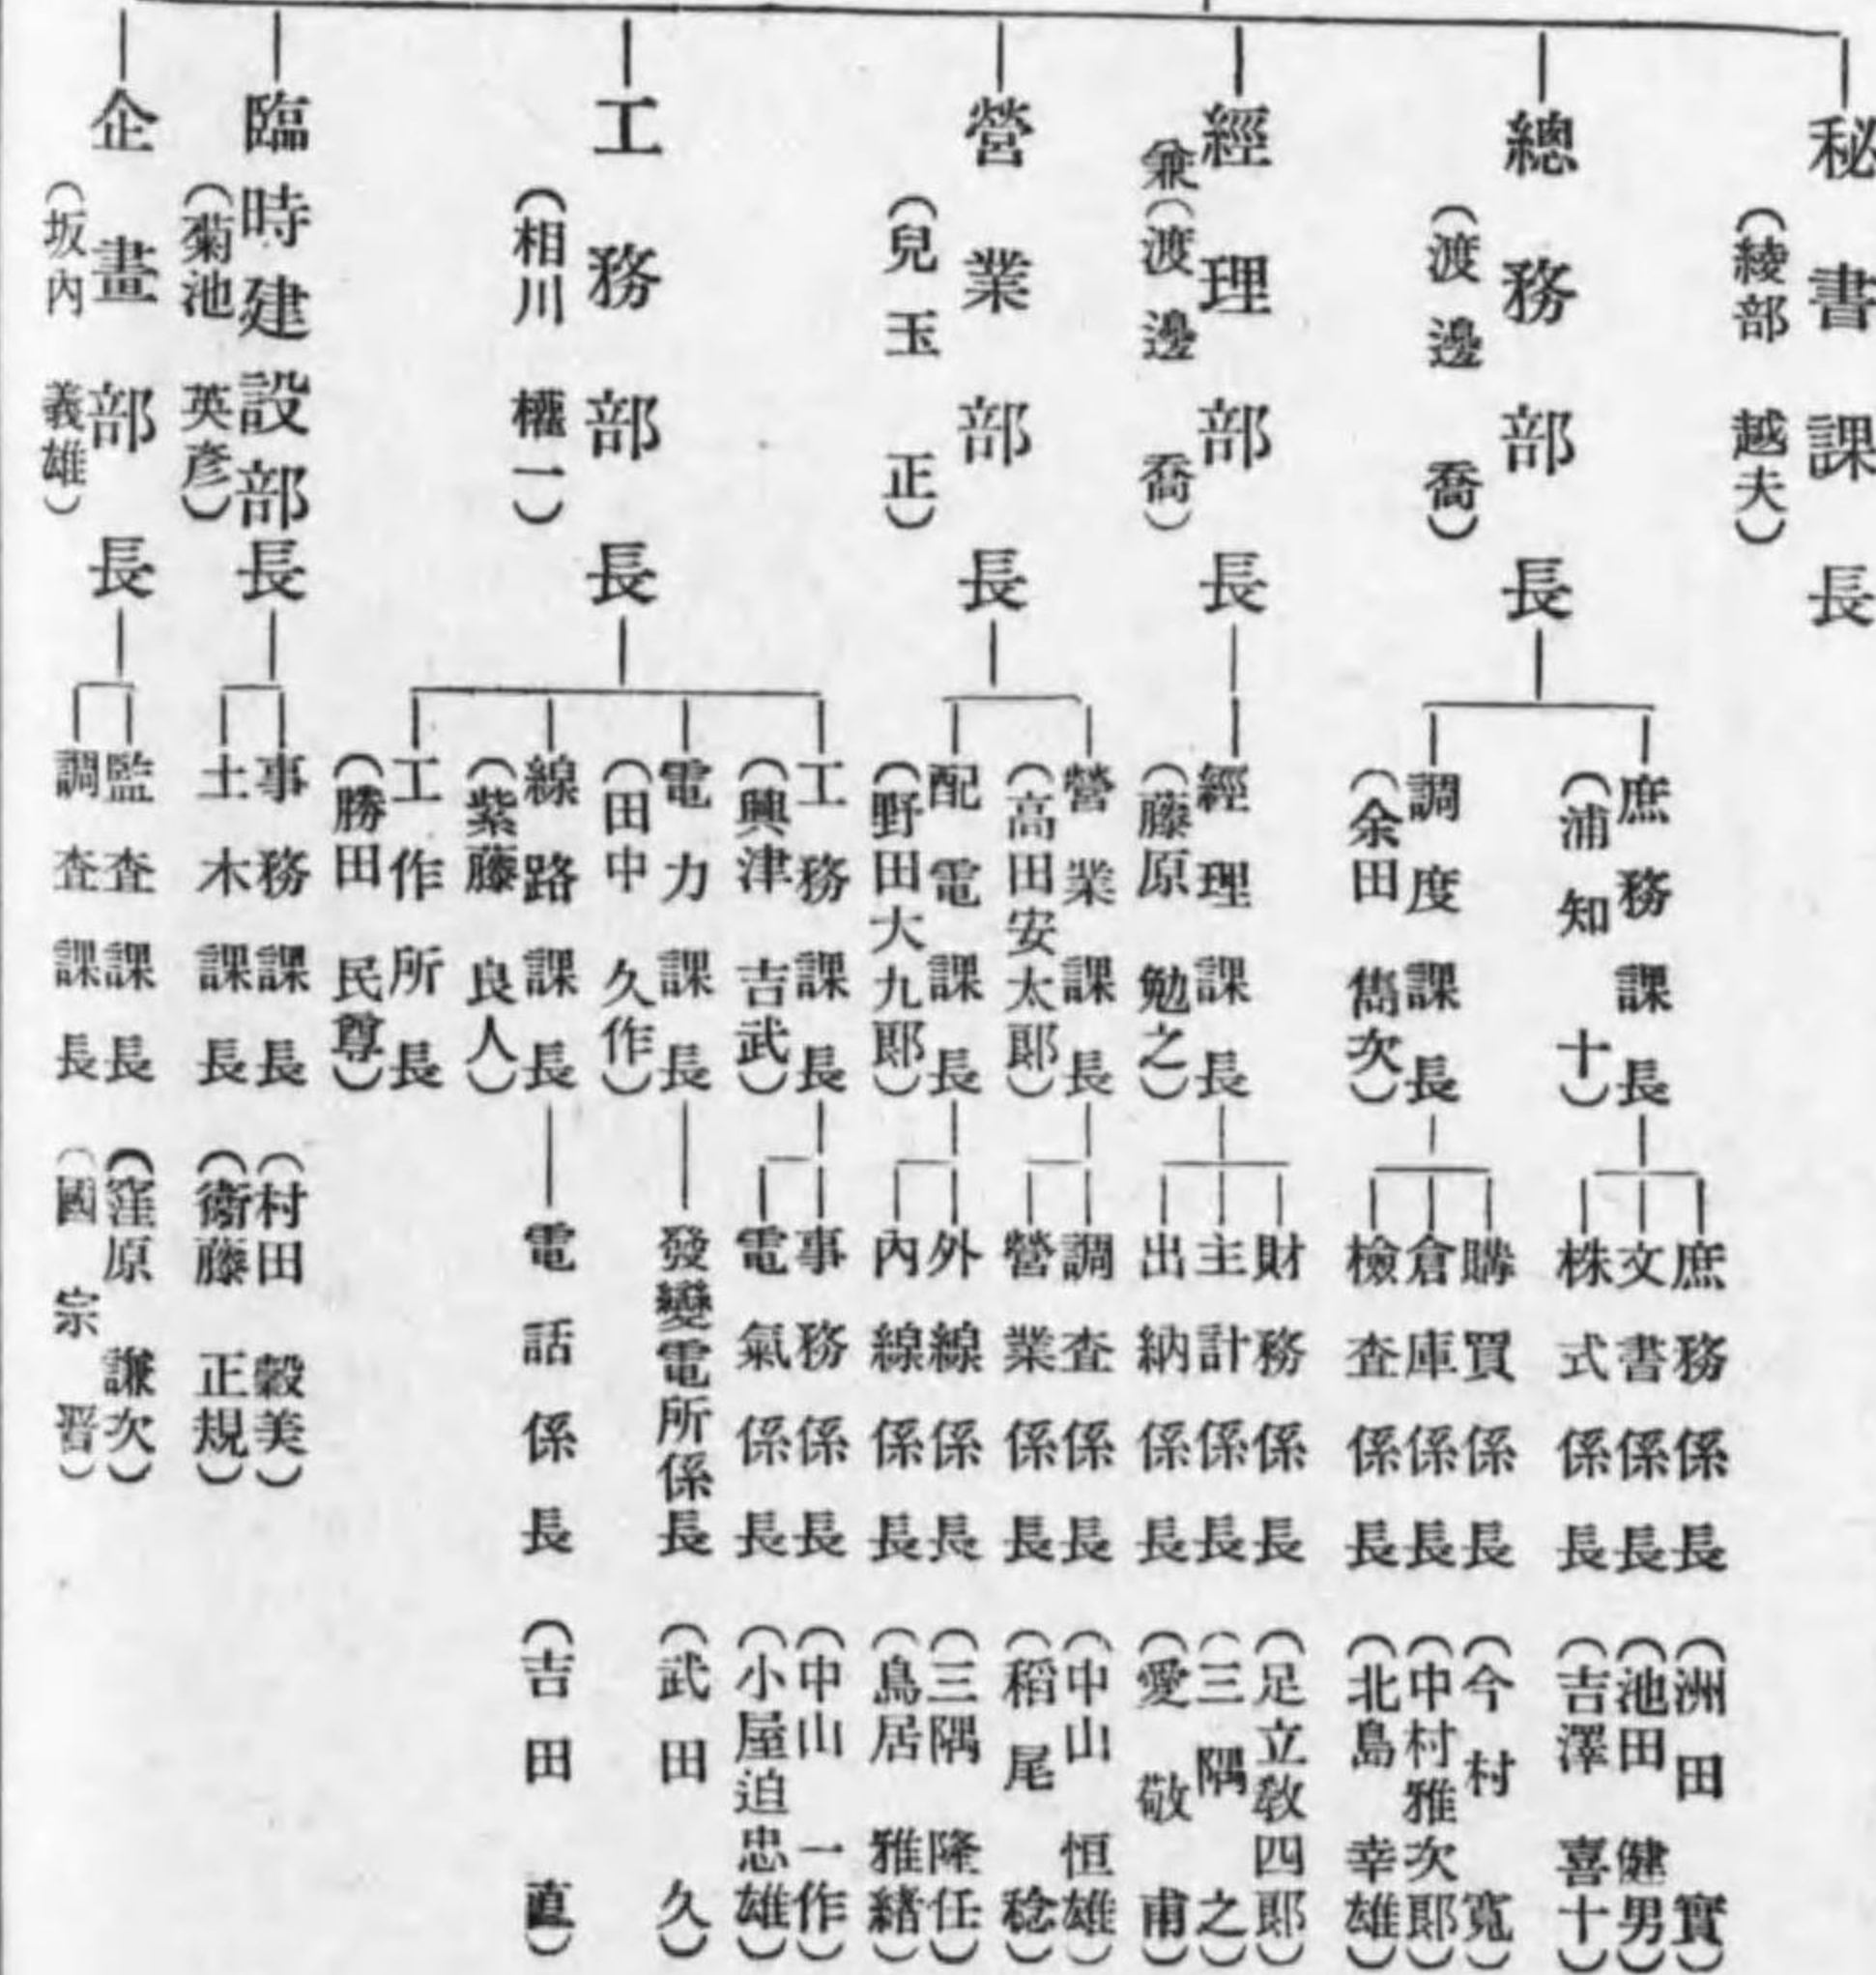 秘書課長
（綾部 越夫）
總務部長
（渡邊 喬）
庶務課長
（浦知 十）
庶務係長（洲田 實）
文書係長（池田 健男）
株式係長（吉澤 喜十）
調度課長
（余田 儁次）
購買係長（今村 寬）
倉庫係長（中村雅次郎）
檢查係長（北島 幸雄）
經理部長
兼（渡邊 喬）
經理課長
（藤原 勉之）
財務係長（足立敎四郎）
主計係長（三隅 之）
出納係長（愛 敬 甫）
營業部長
（兒玉 正）
營業課長
（高田安太郎）
調查係長（中山 恒雄）
營業係長（稻尾 稔）
配電課長
（野田大九郎）
外線係長（三隅 隆任）
內線係長（鳥居 雅緒）
工務部長
（相川 權一）
工務課長
（興津 吉武）
事務係長（中山 一作）
電氣係長（小屋迫忠雄）
電力課長
（田中 久作）
發變電所係長（武田 久）
線路課長
（紫藤 良人）
電話係長（吉田 直）
工作所長
（勝田 民尊）
臨時建設部長
（菊池 英彥）
事務課長（村田 穀美）
土木課長（衞藤 正規）
企畫部長
（坂內 義雄）
監查課長（窪原 謙次）
調查課長（國 宗 晋）